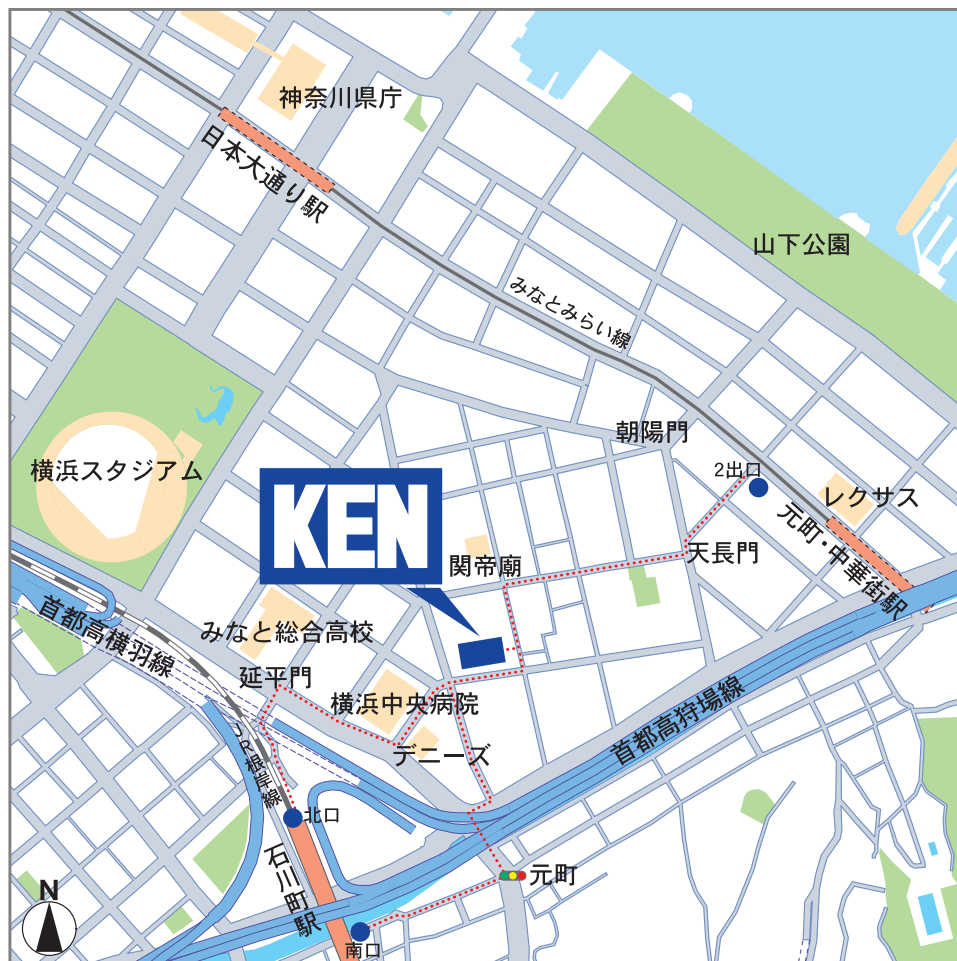 神奈川県庁
日本大通り駅
山下公園
みなとみらい線
朝陽門
2出口
横浜スタジアム
レクサス
KEN
元町・中華街駅
天長門
関帝廟
首都高横羽線
みなと総合高校
延平門
横浜中央病院
首都高狩場線
デニーズ
JR根岸線
北口
石川町駅
元町
N
南口